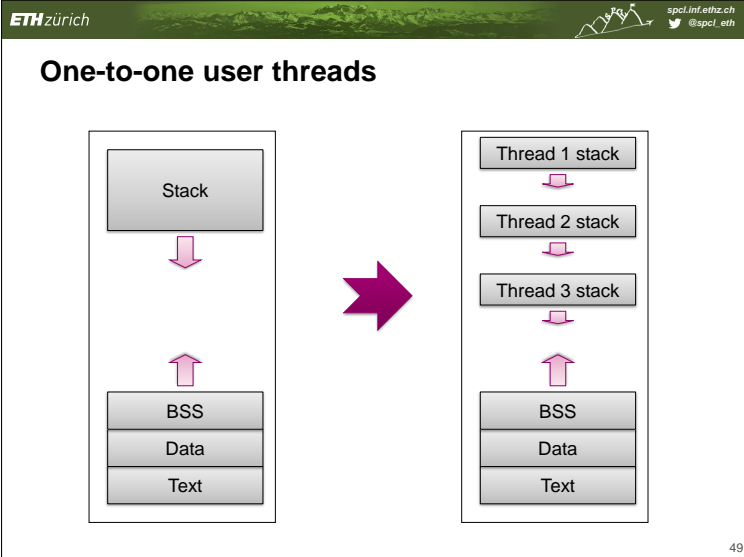 ETH zürich
spcl.inf.ethz.ch
@spcl_eth
One-to-one user threads
Stack
BSS
Data
Text
Thread 1 stack
Thread 2 stack
Thread 3 stack
BSS
Data
Text
49